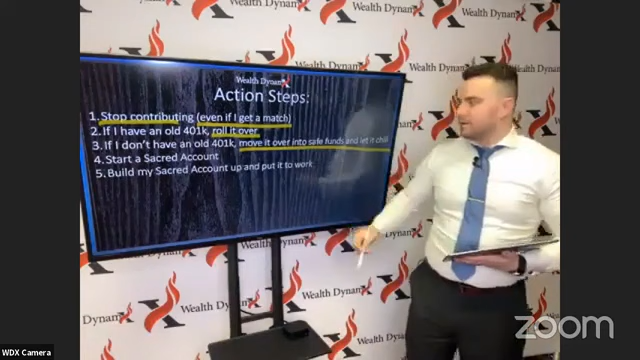 Wealth DynamX
Action Steps:
1. Stop contributing (even if I get a match)
2. If I have an old 401k, roll it over
3. If I don't have an old 401k, move it over into safe funds and let it chill
4. Start a Sacred Account
5. Build my Sacred Account up and put it to work
Wealth DynamX
WDX Camera
zoom